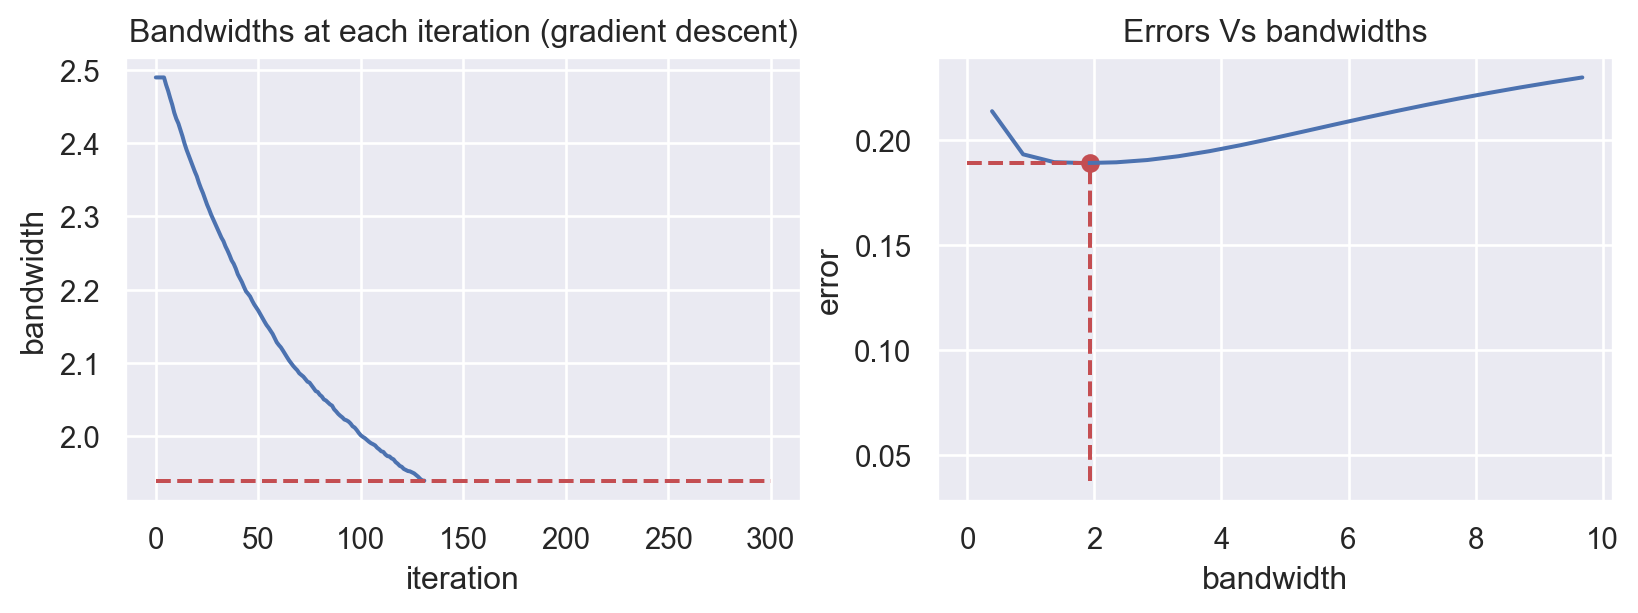 Bandwidths at each iteration (gradient descent)
2.5
2.4
2.3
2.2
2.1
2.0
bandwidth
0 50 100 150 200 250 300
iteration
Errors Vs bandwidths
0.20
0.15
0.10
0.05
error
0 2 4 6 8 10
bandwidth